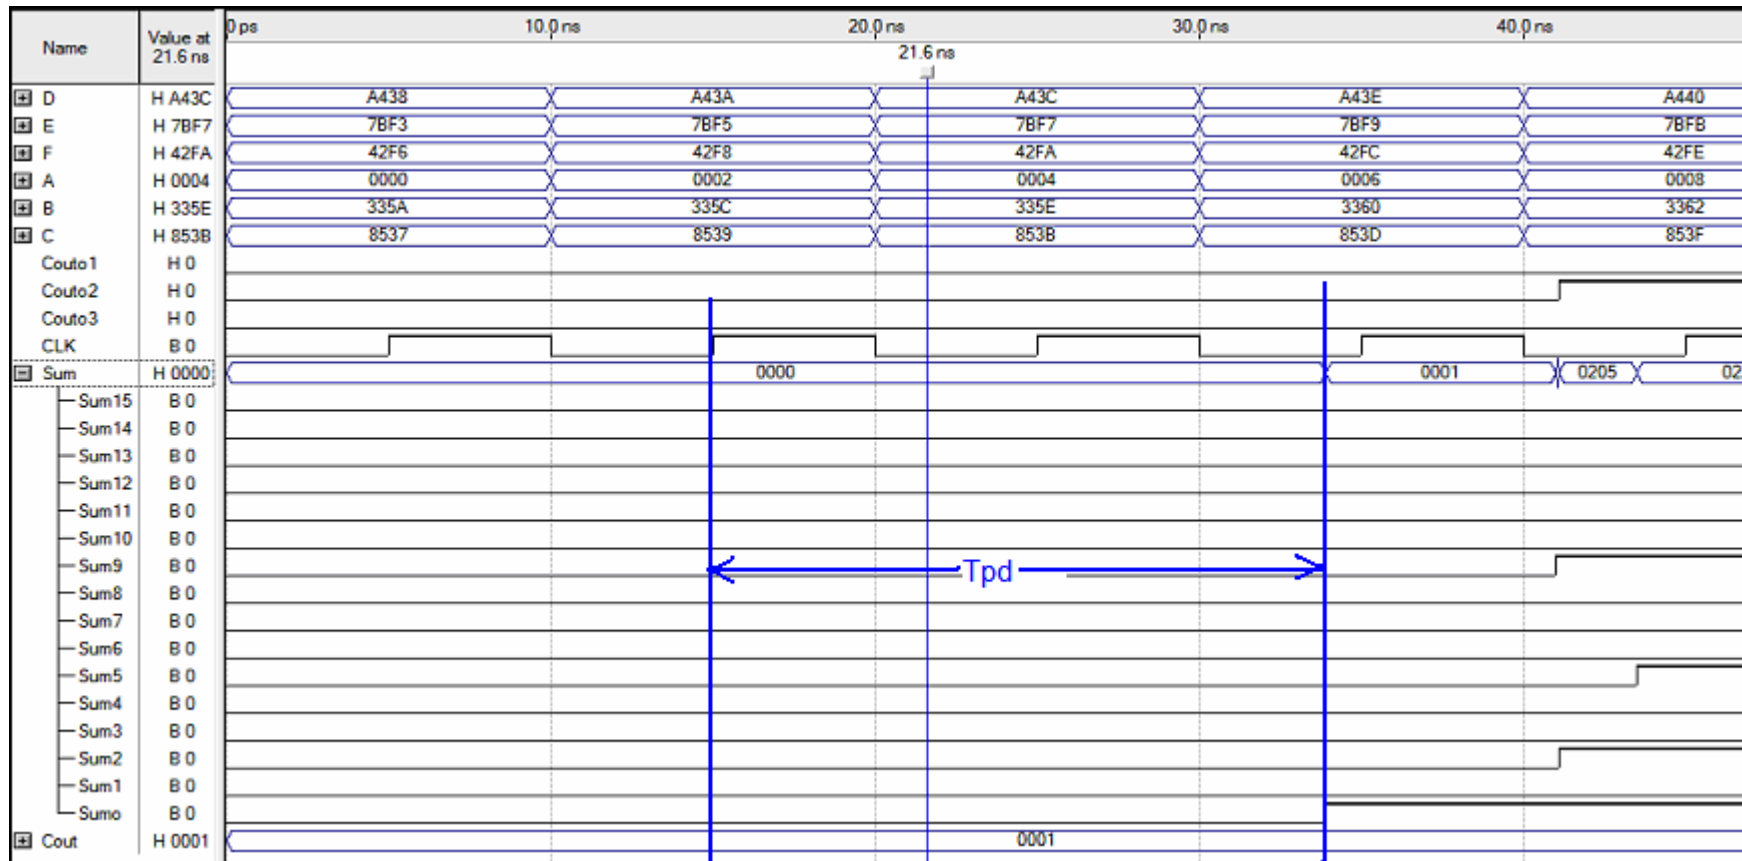 0 ps 10.0 ns 20.0 ns 30.0 ns 40.0 ns
Name Value at 21.6 ns
21.6 ns
D H A43C A438 A43A A43C A43E A440
E H 7BF7 7BF3 7BF5 7BF7 7BF9 7BFB
F H 42FA 42F6 42F8 42FA 42FC 42FE
A H 0004 0000 0002 0004 0006 0008
B H 335E 335A 335C 335E 3360 3362
C H 853B 8537 8539 853B 853D 853F
Couto1 H 0
Couto2 H 0
Couto3 H 0
CLK B 0
Sum H 0000 0000 0001 0205 02
Sum15 B 0
Sum14 B 0
Sum13 B 0
Sum12 B 0
Sum11 B 0
Sum10 B 0
Sum9 B 0
Tpd
Sum8 B 0
Sum7 B 0
Sum6 B 0
Sum5 B 0
Sum4 B 0
Sum3 B 0
Sum2 B 0
Sum1 B 0
Sumo B 0
Cout H 0001 0001